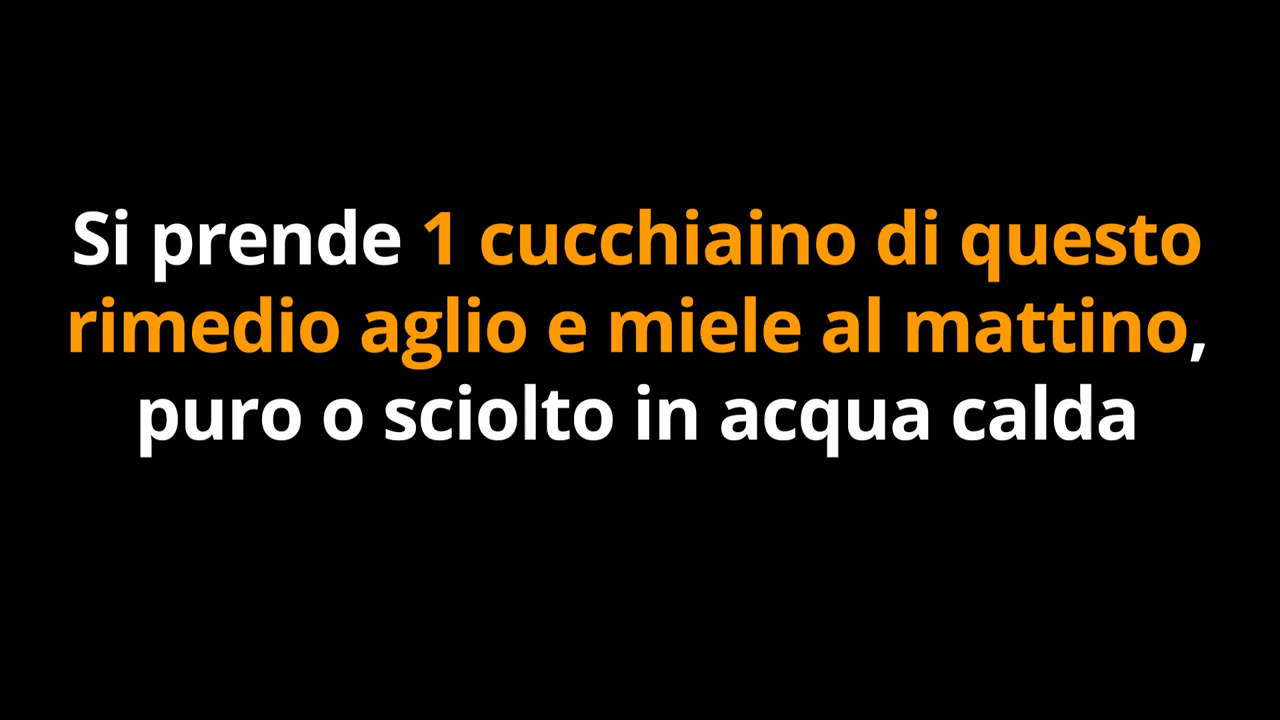 Si prende 1 cucchiaino di questo
rimedio aglio e miele al mattino,
puro o sciolto in acqua calda